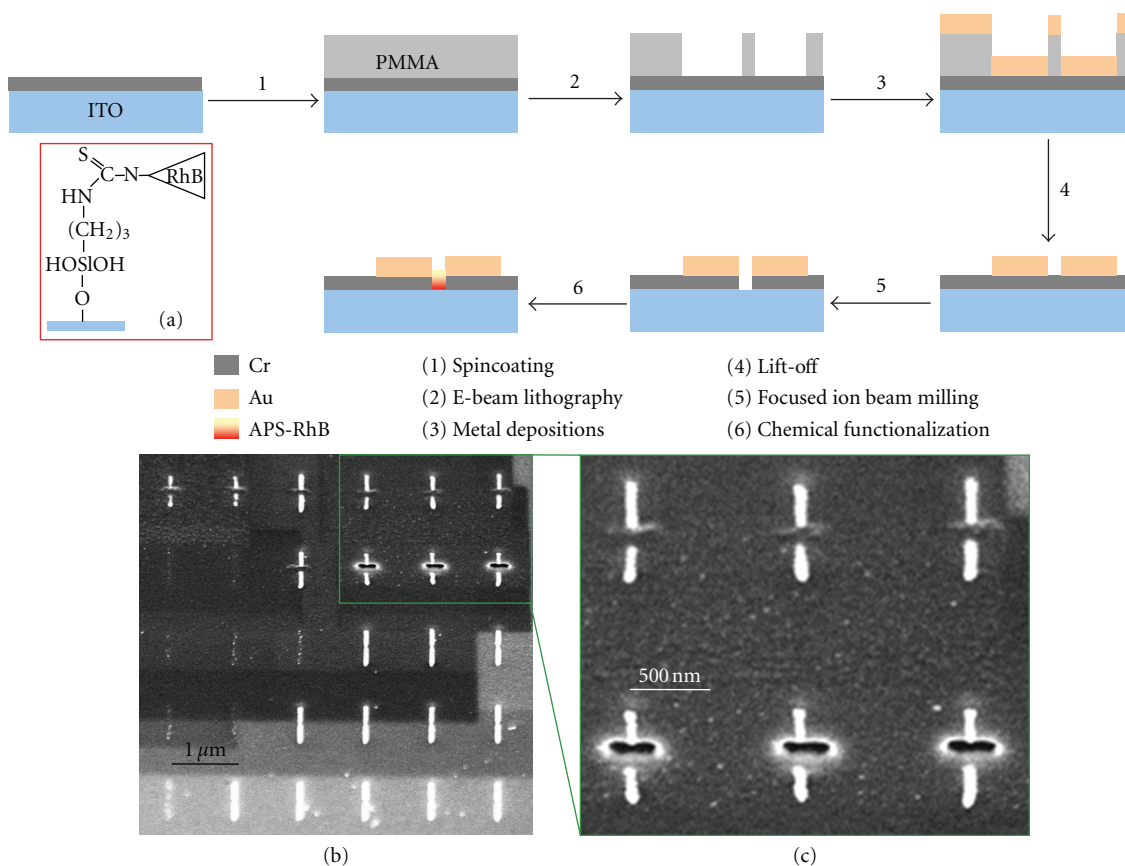 PMMA
ITO
1
2
3
S
C–N
RhB
HN
(CH₂)₃
HOSlOH
O
(a)
4
6
5
Cr
Au
APS-RhB
(1) Spincoating
(2) E-beam lithography
(3) Metal depositions
(4) Lift-off
(5) Focused ion beam milling
(6) Chemical functionalization
1 μm
500 nm
(b)
(c)